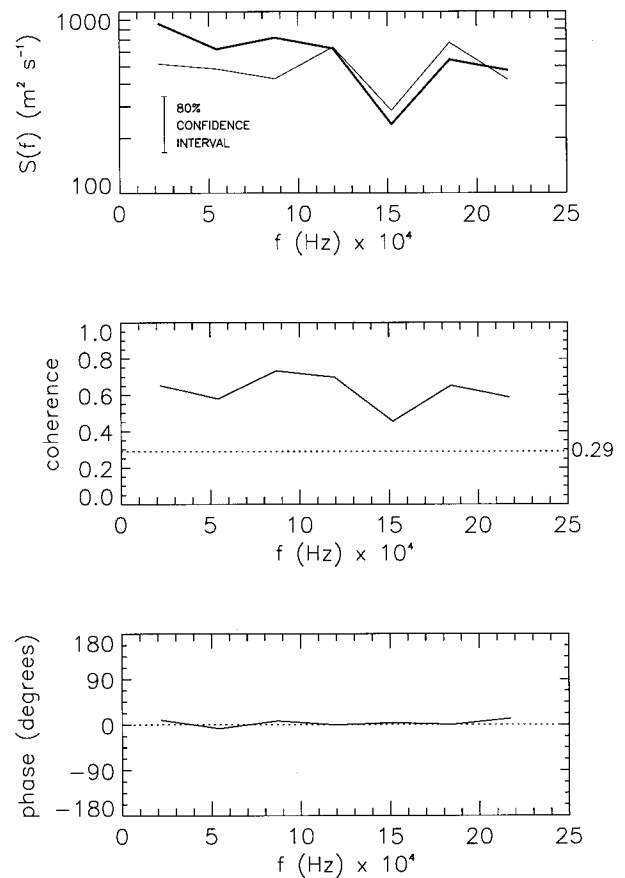 1000
100
S(f) (m² s⁻¹)
80%
CONFIDENCE
INTERVAL
0 5 10 15 20 25
f (Hz) x 10⁴
1.0
0.8
0.6
0.4
0.2
0.0
coherence
0.29
0 5 10 15 20 25
f (Hz) x 10⁴
180
90
0
-90
-180
phase (degrees)
0 5 10 15 20 25
f (Hz) x 10⁴